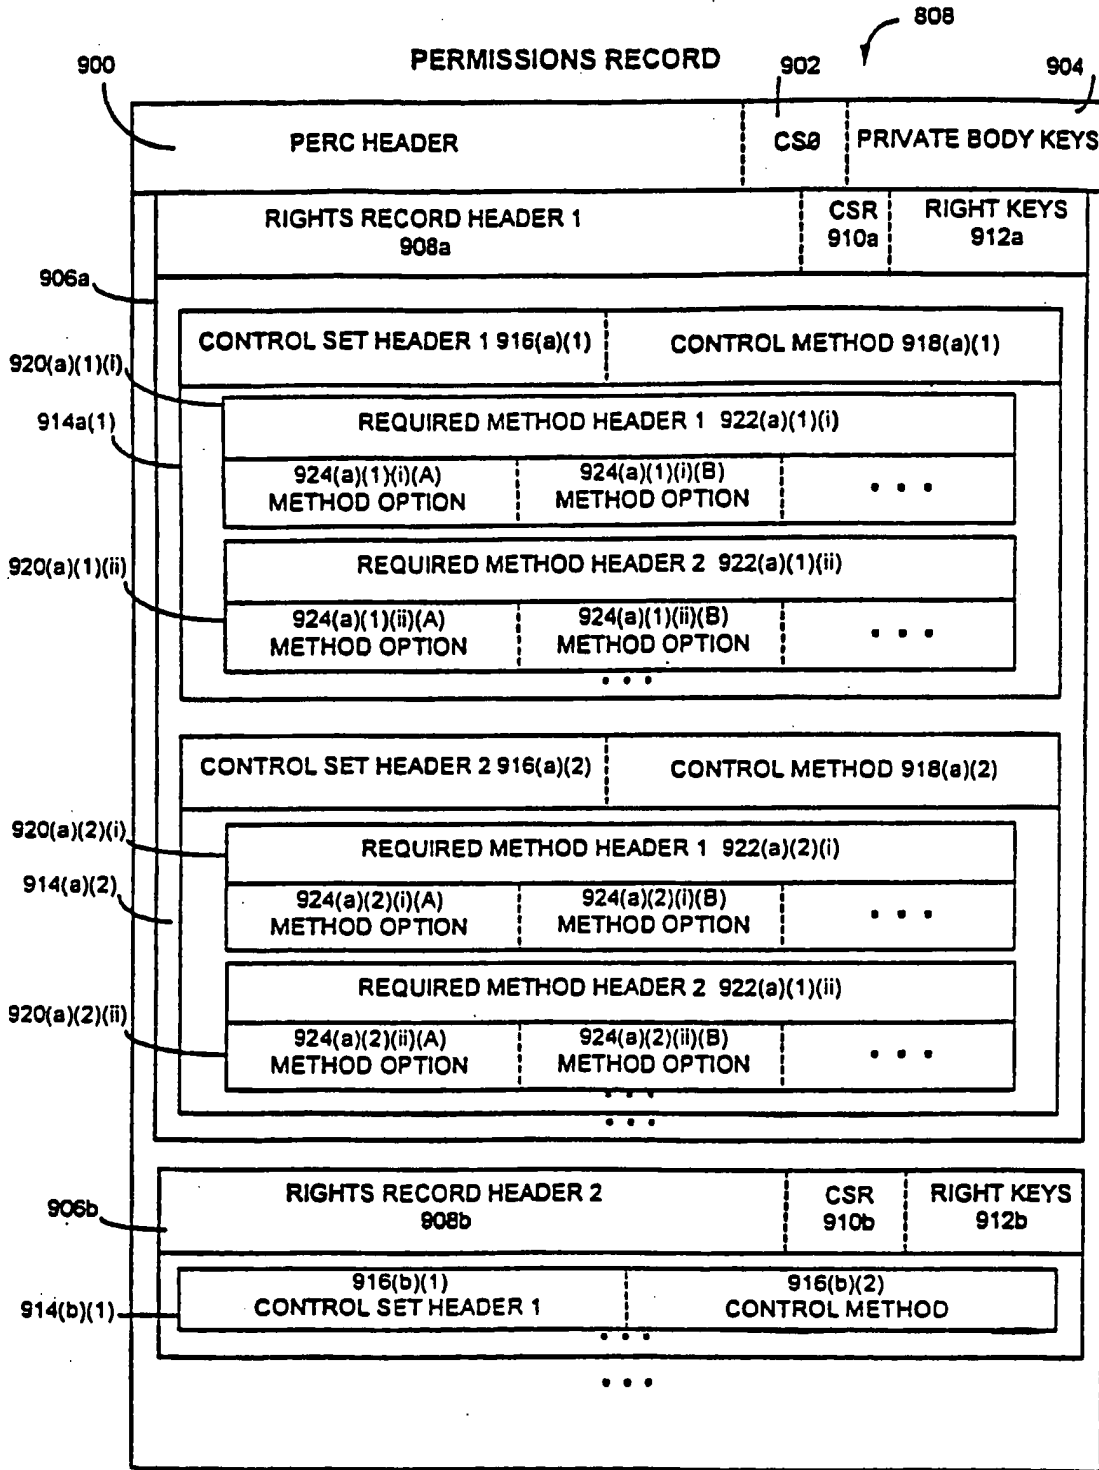 808
PERMISSIONS RECORD
900
902
904
PERC HEADER
CS0
PRIVATE BODY KEYS
RIGHTS RECORD HEADER 1
908a
CSR
910a
RIGHT KEYS
912a
906a
CONTROL SET HEADER 1 916(a)(1)
CONTROL METHOD 918(a)(1)
920(a)(1)(i)
REQUIRED METHOD HEADER 1 922(a)(1)(i)
914a(1)
924(a)(1)(i)(A)
METHOD OPTION
924(a)(1)(i)(B)
METHOD OPTION
• • •
920(a)(1)(ii)
REQUIRED METHOD HEADER 2 922(a)(1)(ii)
924(a)(1)(ii)(A)
METHOD OPTION
924(a)(1)(ii)(B)
METHOD OPTION
• • •
• • •
CONTROL SET HEADER 2 916(a)(2)
CONTROL METHOD 918(a)(2)
920(a)(2)(i)
REQUIRED METHOD HEADER 1 922(a)(2)(i)
914(a)(2)
924(a)(2)(i)(A)
METHOD OPTION
924(a)(2)(i)(B)
METHOD OPTION
• • •
920(a)(2)(ii)
REQUIRED METHOD HEADER 2 922(a)(1)(ii)
924(a)(2)(ii)(A)
METHOD OPTION
924(a)(2)(ii)(B)
METHOD OPTION
• • •
• • •
• • •
906b
RIGHTS RECORD HEADER 2
908b
CSR
910b
RIGHT KEYS
912b
914(b)(1)
916(b)(1)
CONTROL SET HEADER 1
916(b)(2)
CONTROL METHOD
• • •
• • •